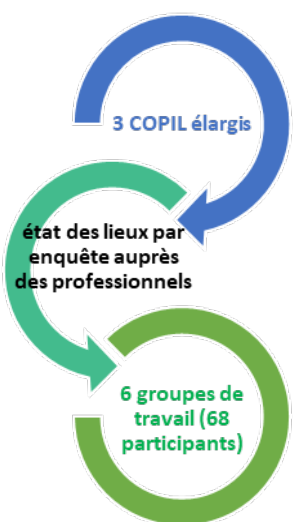 3 COPIL élargis
état des lieux par
enquête auprès
des professionnels
6 groupes de
travail (68
participants)